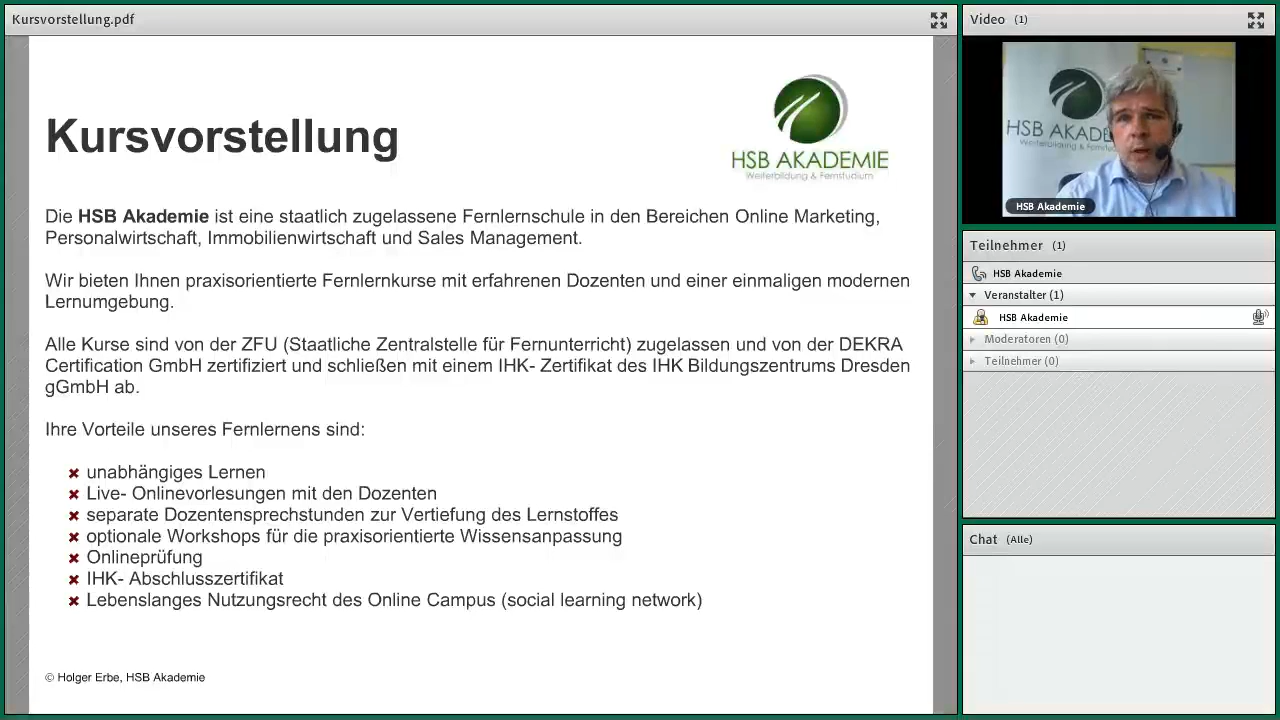 Kursvorstellung.pdf
Kursvorstellung
HSB AKADEMIE
Weiterbildung & Fernstudium
Die HSB Akademie ist eine staatlich zugelassene Fernlernschule in den Bereichen Online Marketing,
Personalwirtschaft, Immobilienwirtschaft und Sales Management.
Wir bieten Ihnen praxisorientierte Fernlernkurse mit erfahrenen Dozenten und einer einmaligen modernen
Lernumgebung.
Alle Kurse sind von der ZFU (Staatliche Zentralstelle für Fernunterricht) zugelassen und von der DEKRA
Certification GmbH zertifiziert und schließen mit einem IHK- Zertifikat des IHK Bildungszentrums Dresden
gGmbH ab.
Ihre Vorteile unseres Fernlernens sind:
unabhängiges Lernen
Live- Onlinevorlesungen mit den Dozenten
separate Dozentensprechstunden zur Vertiefung des Lernstoffes
optionale Workshops für die praxisorientierte Wissensanpassung
Onlineprüfung
IHK- Abschlusszertifikat
Lebenslanges Nutzungsrecht des Online Campus (social learning network)
© Holger Erbe, HSB Akademie
Video (1)
HSB AKADE
Weiterbildung & Fernstu
HSB Akademie
Teilnehmer (1)
HSB Akademie
Veranstalter (1)
HSB Akademie
Moderatoren (0)
Teilnehmer (0)
Chat (Alle)